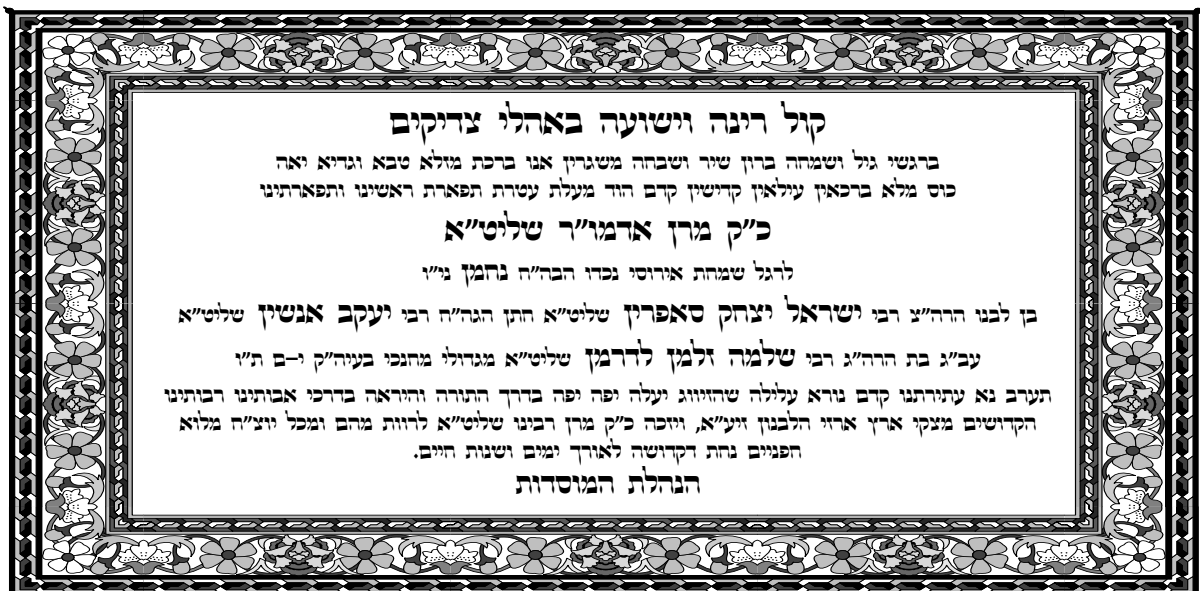 קול רינה וישועה באהלי צדיקים
ברגשי גיל ושמחה ברון שיר ושבחה משגרין אנו ברכת מזלא טבא וגדיא יאה
כוס מלא ברכאין עילאין קדישין קדם הוד מעלת עטרת תפארת ראשינו ותפארתינו
כ"ק מרן אדמו"ר שליט"א
לרגל שמחת אירוסי נכדו הבה"ח נחמן ני"ו
בן לבנו הרה"צ רבי ישראל יצחק סאפרין שליט"א חתן הגה"ח רבי יעקב אנשין שליט"א
עב"ג בת הרה"ג רבי שלמה זלמן לדרמן שליט"א מגדולי מחנכי בעיה"ק י-ם ת"ו
תערב נא עתירתנו קדם נורא עלילה שהזיווג יעלה יפה יפה בדרך התורה והיראה בדרכי אבותינו רבותינו
הקדושים מצקי ארץ ארזי הלבנון זיע"א, ויזכה כ"ק מרן רבינו שליט"א לרוות מהם ומכל יוצ"ח מלוא
חפניים נחת דקדושה לאורך ימים ושנות חיים.
הנהלת המוסדות